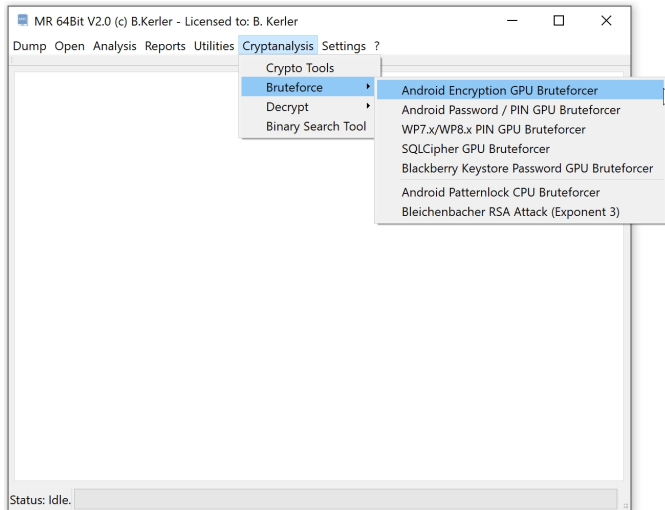 MR 64Bit V2.0 (c) B.Kerler - Licensed to: B. Kerler
Dump Open Analysis Reports Utilities Cryptanalysis Settings ?
Crypto Tools
Bruteforce
Decrypt
Binary Search Tool
Android Encryption GPU Bruteforcer
Android Password / PIN GPU Bruteforcer
WP7.x/WP8.x PIN GPU Bruteforcer
SQLCipher GPU Bruteforcer
Blackberry Keystore Password GPU Bruteforcer
Android Patternlock CPU Bruteforcer
Bleichenbacher RSA Attack (Exponent 3)
Status: Idle.